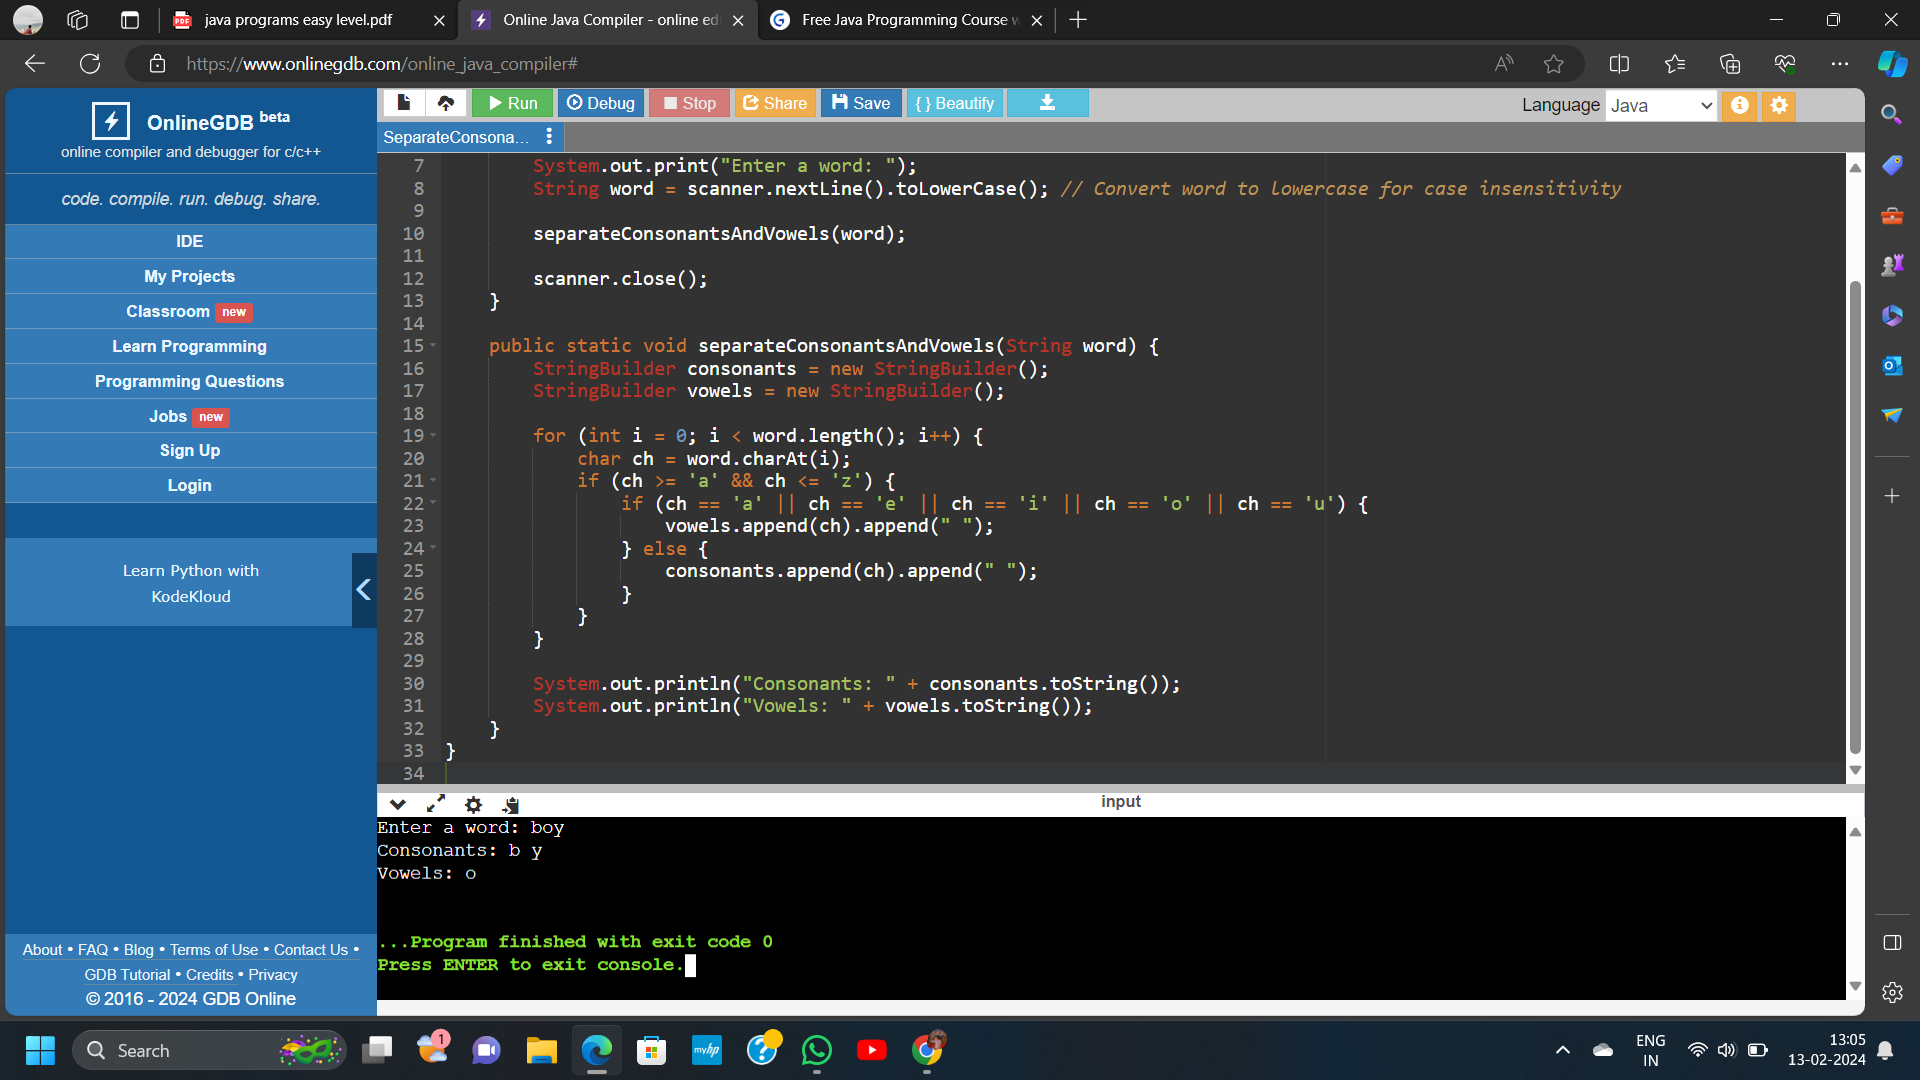 java programs easy level.pdf
Online Java Compiler - online edi
Free Java Programming Course w
https://www.onlinegdb.com/online_java_compiler#
OnlineGDB beta
online compiler and debugger for c/c++
code. compile. run. debug. share.
IDE
My Projects
Classroom new
Learn Programming
Programming Questions
Jobs new
Sign Up
Login
Learn Python with
KodeKloud
About • FAQ • Blog • Terms of Use • Contact Us •
GDB Tutorial • Credits • Privacy
© 2016 - 2024 GDB Online
Run Debug Stop Share Save { } Beautify
Language Java
SeparateConsona...
7 System.out.print("Enter a word: ");
8 String word = scanner.nextLine().toLowerCase(); // Convert word to lowercase for case insensitivity
9
10 separateConsonantsAndVowels(word);
11
12 scanner.close();
13 }
14
15 public static void separateConsonantsAndVowels(String word) {
16 StringBuilder consonants = new StringBuilder();
17 StringBuilder vowels = new StringBuilder();
18
19 for (int i = 0; i < word.length(); i++) {
20 char ch = word.charAt(i);
21 if (ch >= 'a' && ch <= 'z') {
22 if (ch == 'a' || ch == 'e' || ch == 'i' || ch == 'o' || ch == 'u') {
23 vowels.append(ch).append(" ");
24 } else {
25 consonants.append(ch).append(" ");
26 }
27 }
28 }
29
30 System.out.println("Consonants: " + consonants.toString());
31 System.out.println("Vowels: " + vowels.toString());
32 }
33 }
34
input
Enter a word: boy
Consonants: b y
Vowels: o
...Program finished with exit code 0
Press ENTER to exit console.
Search
1
myhp
ENG
IN
13:05
13-02-2024